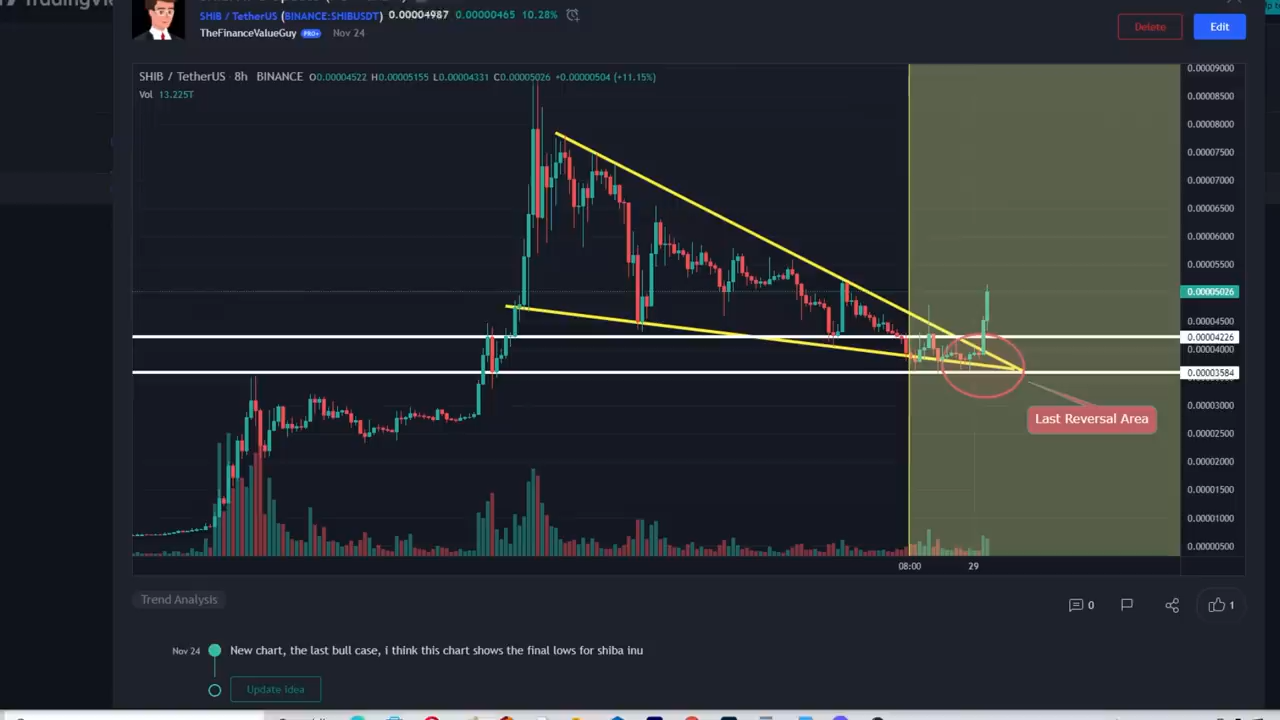 SHIB / TetherUS (BINANCE:SHIBUSDT) 0.00004987 0.00000465 10.28%
TheFinanceValueGuy PRO+ Nov 24
Delete
Edit
SHIB / TetherUS 8h BINANCE O0.00004522 H0.00005155 L0.00004331 C0.00005026 +0.00000504 (+11.15%)
Vol 13.225T
0.00009000
0.00008500
0.00008000
0.00007500
0.00007000
0.00006500
0.00006000
0.00005500
0.00005026
0.00004500
0.00004226
0.00004000
0.00003584
0.00003000
0.00002500
0.00002000
0.00001500
0.00001000
0.00000500
Last Reversal Area
08:00 29
Trend Analysis
0
1
Nov 24 New chart, the last bull case, i think this chart shows the final lows for shiba inu
Update Idea